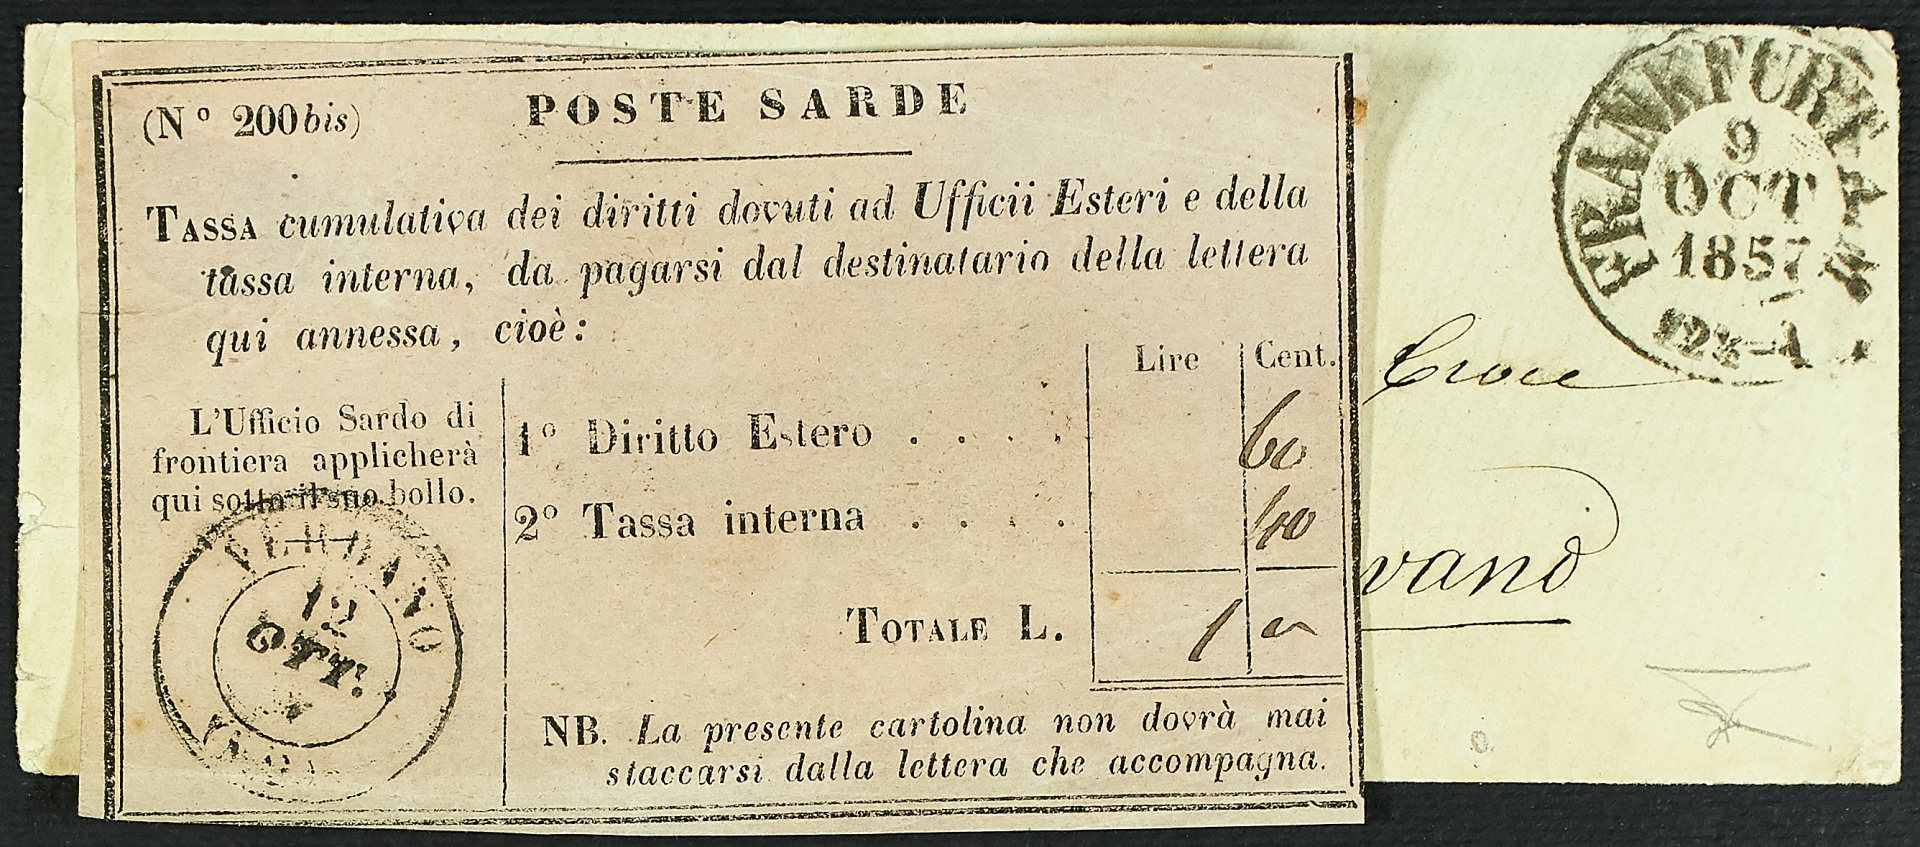 (N° 200 bis)
POSTE SARDE
TASSA cumulativa dei diritti dovuti ad Ufficii Esteri e della
tassa interna, da pagarsi dal destinatario della lettera
qui annessa, cioè:
Lire Cent.
L'Ufficio Sardo di
frontiera applicherà
qui sotto il suo bollo.
1° Diritto Estero . . . . 60
2° Tassa interna . . . . 40
TOTALE L. 1
NB. La presente cartolina non dovrà mai
staccarsi dalla lettera che accompagna.
12
OTT.
FRANKFURT
9
OCT
1857
Croce
vano